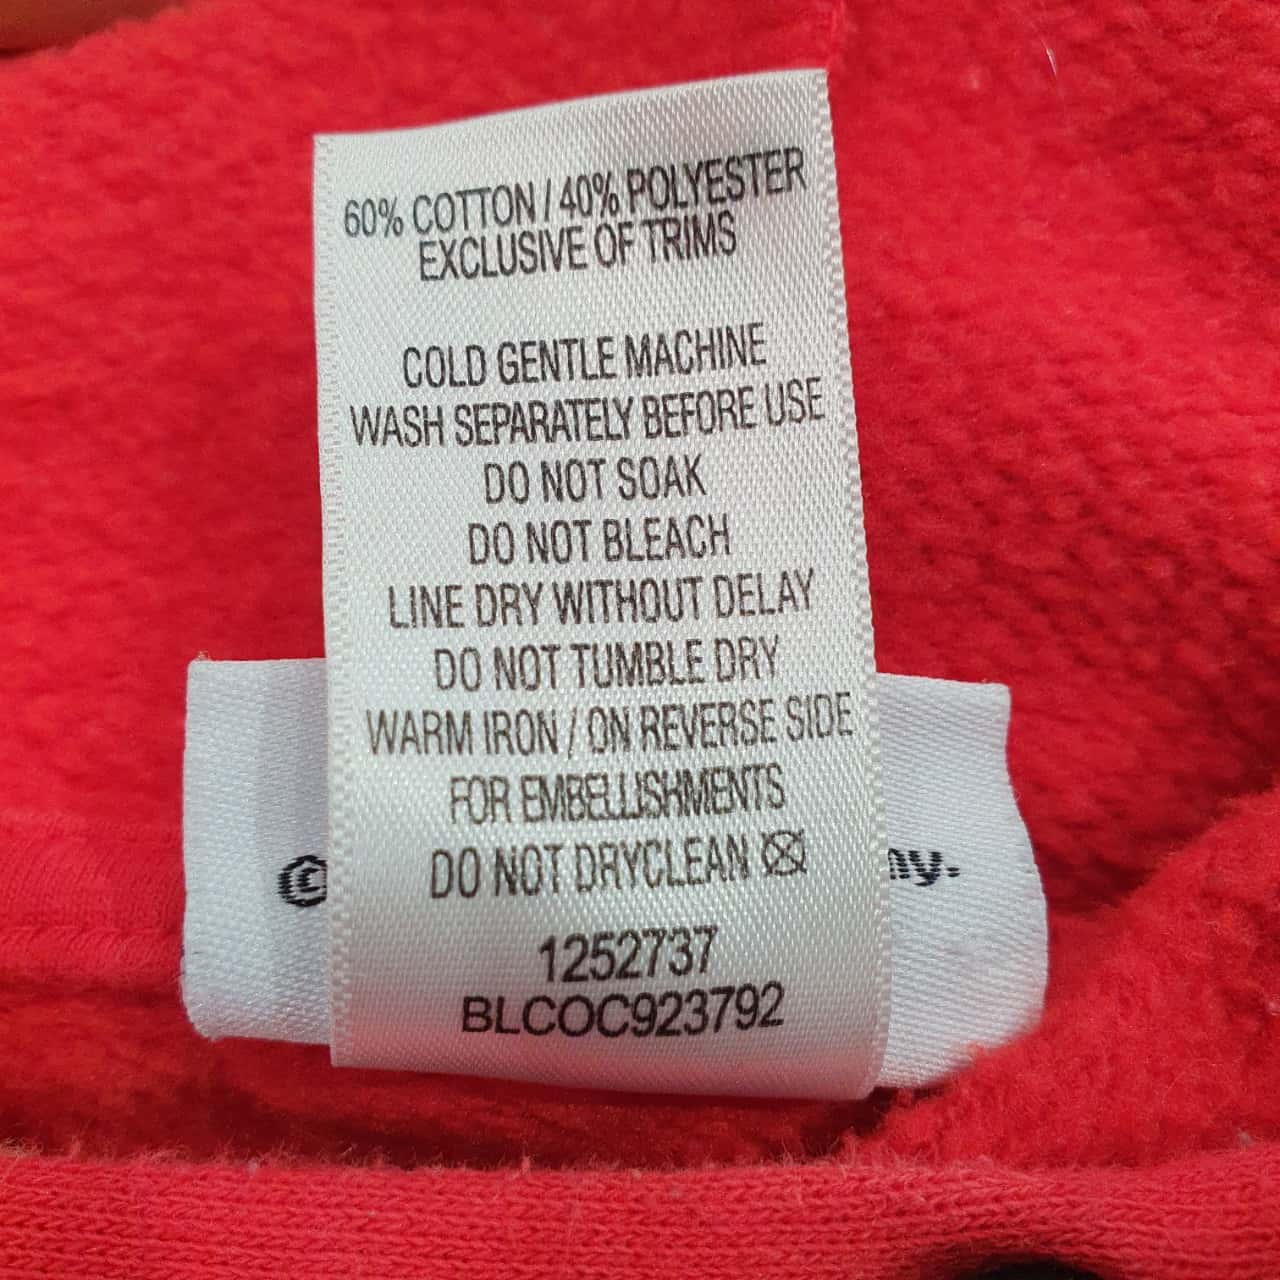 60% COTTON / 40% POLYESTER
EXCLUSIVE OF TRIMS
COLD GENTLE MACHINE
WASH SEPARATELY BEFORE USE
DO NOT SOAK
DO NOT BLEACH
LINE DRY WITHOUT DELAY
DO NOT TUMBLE DRY
WARM IRON / ON REVERSE SIDE
FOR EMBELLISHMENTS
DO NOT DRYCLEAN
©
1252737
BLCOC923792